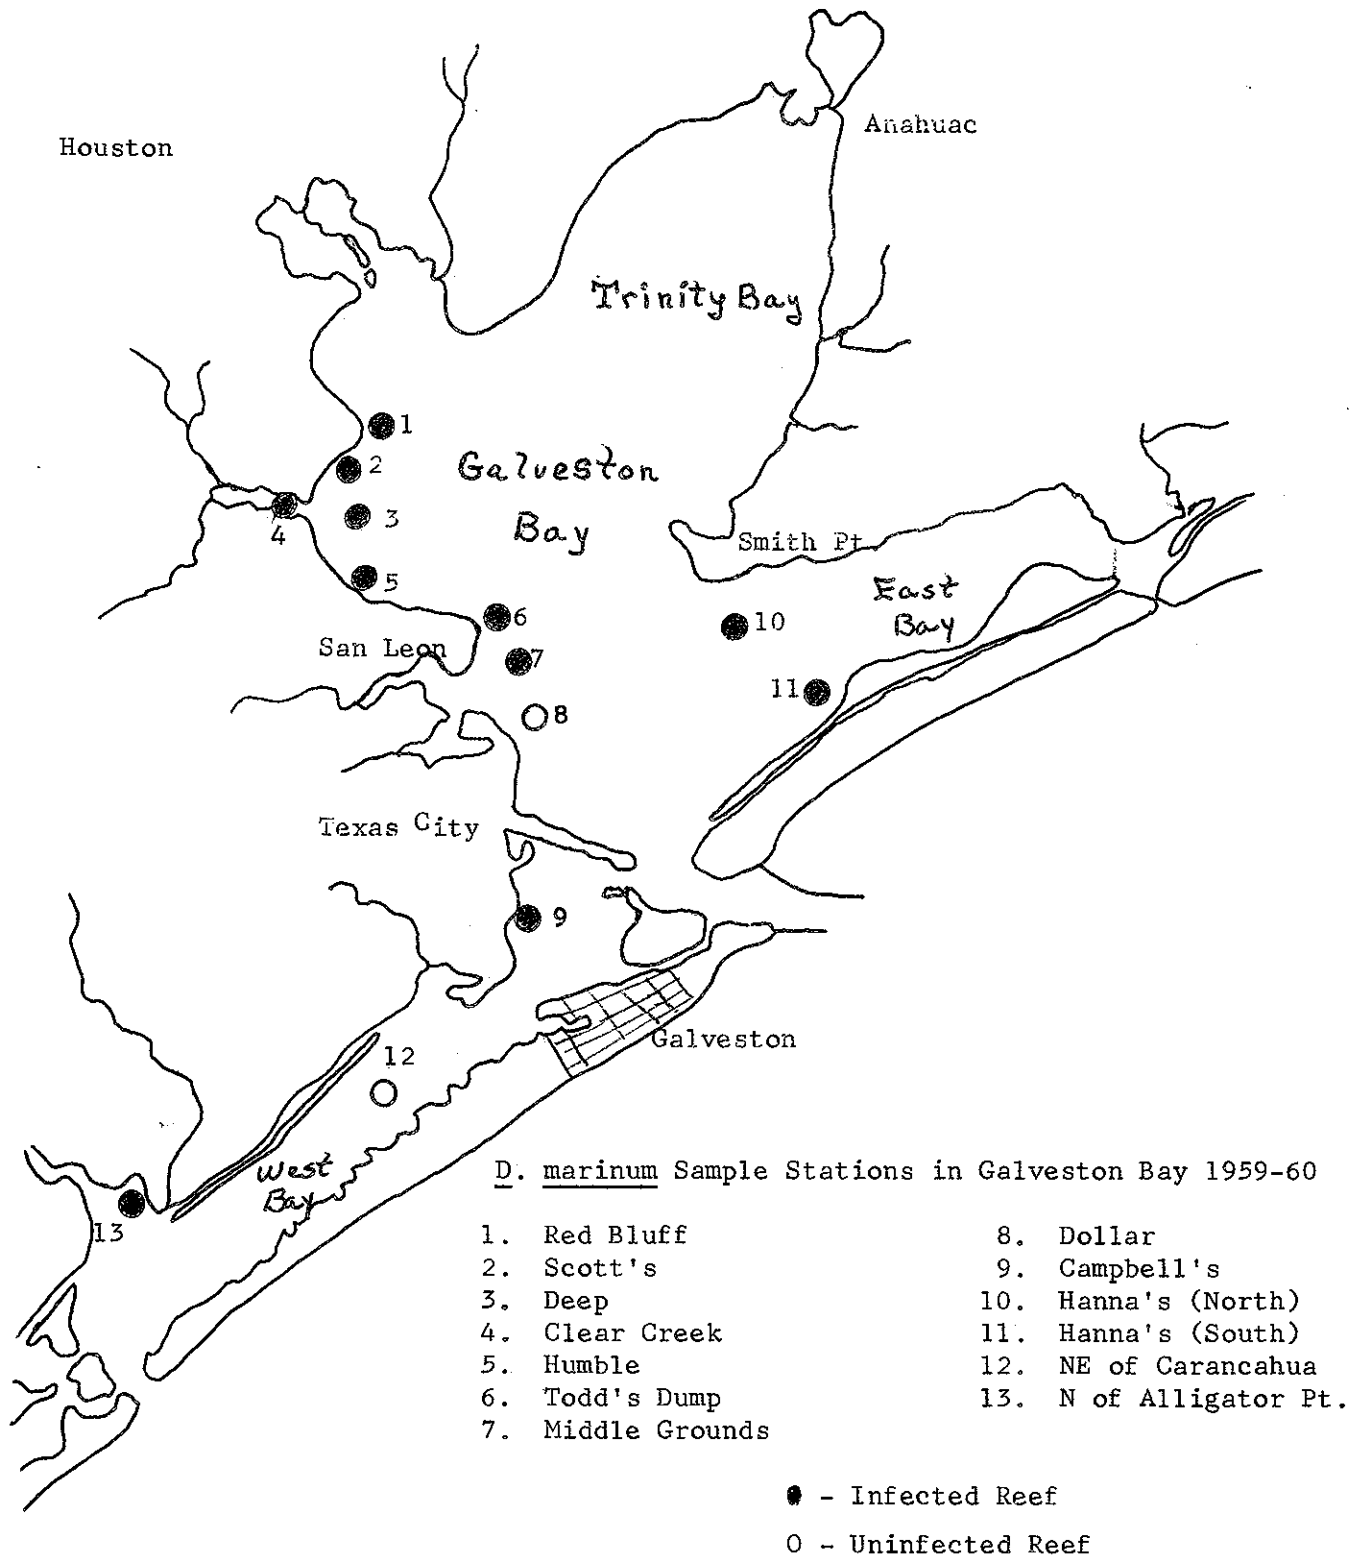 Anahuac
Houston
Trinity Bay
1
2
Galveston
Bay
3
4
Smith Pt
5
East
Bay
6
10
San Leon
7
11
8
Texas City
9
Galveston
12
West
Bay
13
D. marinum Sample Stations in Galveston Bay 1959-60
1. Red Bluff
2. Scott's
3. Deep
4. Clear Creek
5. Humble
6. Todd's Dump
7. Middle Grounds
8. Dollar
9. Campbell's
10. Hanna's (North)
11. Hanna's (South)
12. NE of Carancahua
13. N of Alligator Pt.
● - Infected Reef
O - Uninfected Reef